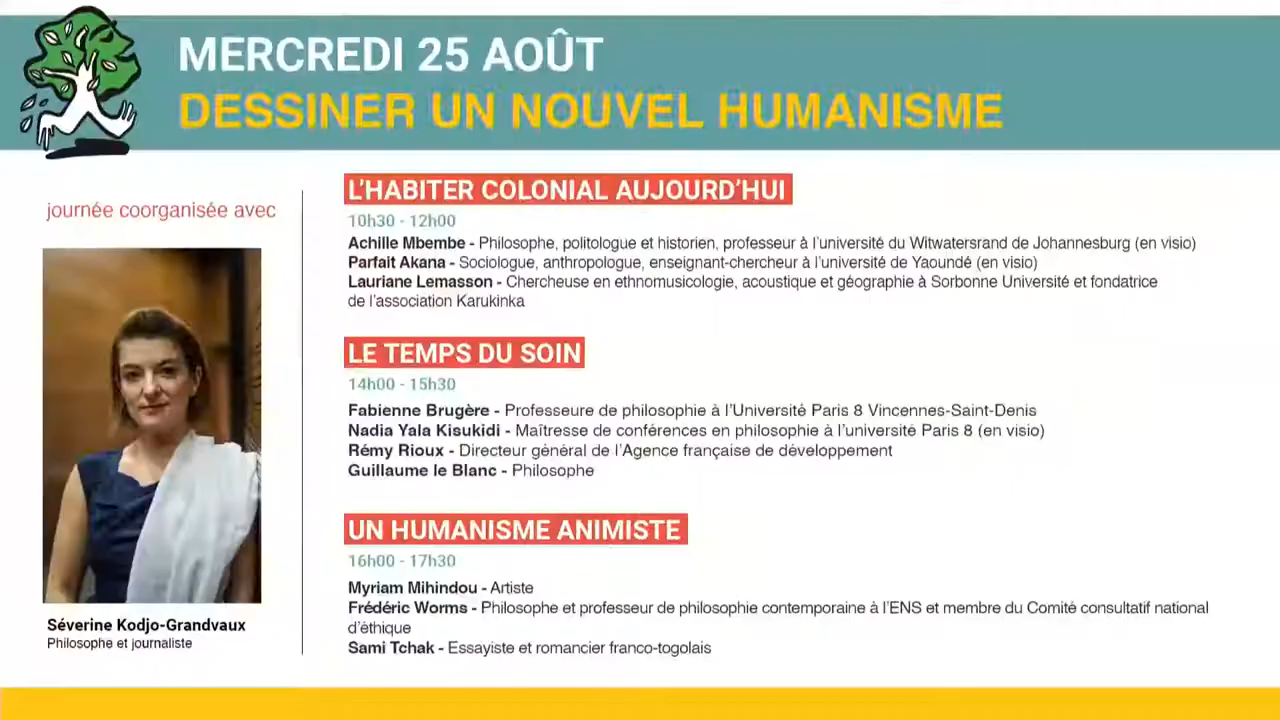 MERCREDI 25 AOÛT
DESSINER UN NOUVEL HUMANISME
journée coorganisée avec
Séverine Kodjo-Grandvaux
Philosophe et journaliste
L'HABITER COLONIAL AUJOURD'HUI
10h30 - 12h00
Achille Mbembe - Philosophe, politologue et historien, professeur à l'université du Witwatersrand de Johannesburg (en visio)
Parfait Akana - Sociologue, anthropologue, enseignant-chercheur à l'université de Yaoundé (en visio)
Lauriane Lemasson - Chercheuse en ethnomusicologie, acoustique et géographie à Sorbonne Université et fondatrice
de l'association Karukinka
LE TEMPS DU SOIN
14h00 - 15h30
Fabienne Brugère - Professeure de philosophie à l'Université Paris 8 Vincennes-Saint-Denis
Nadia Yala Kisukidi - Maîtresse de conférences en philosophie à l'université Paris 8 (en visio)
Rémy Rioux - Directeur général de l'Agence française de développement
Guillaume le Blanc - Philosophe
UN HUMANISME ANIMISTE
16h00 - 17h30
Myriam Mihindou - Artiste
Frédéric Worms - Philosophe et professeur de philosophie contemporaine à l'ENS et membre du Comité consultatif national
d'éthique
Sami Tchak - Essayiste et romancier franco-togolais